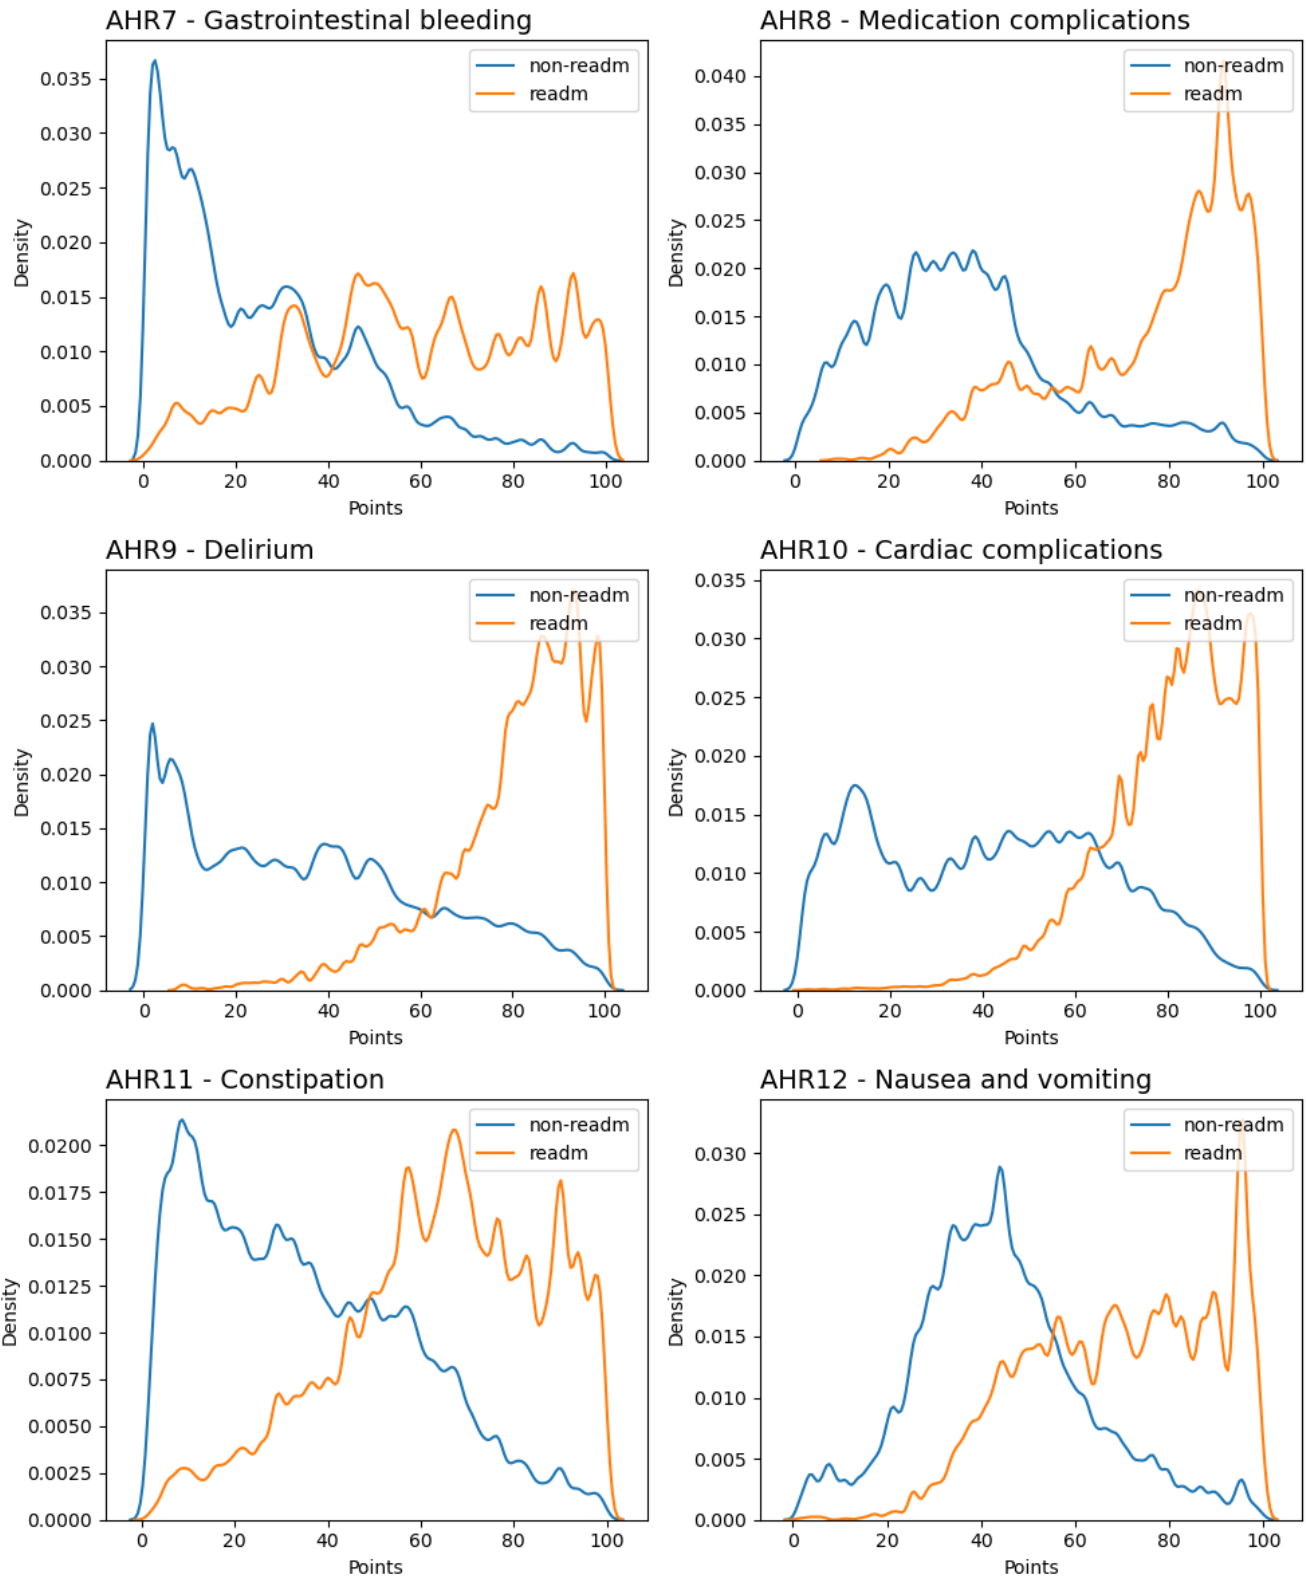 AHR7 - Gastrointestinal bleeding
non-readm
readm
Density
0.035
0.030
0.025
0.020
0.015
0.010
0.005
0.000
0 20 40 60 80 100
Points
AHR8 - Medication complications
non-readm
readm
Density
0.040
0.035
0.030
0.025
0.020
0.015
0.010
0.005
0.000
0 20 40 60 80 100
Points
AHR9 - Delirium
non-readm
readm
Density
0.035
0.030
0.025
0.020
0.015
0.010
0.005
0.000
0 20 40 60 80 100
Points
AHR10 - Cardiac complications
non-readm
readm
Density
0.035
0.030
0.025
0.020
0.015
0.010
0.005
0.000
0 20 40 60 80 100
Points
AHR11 - Constipation
non-readm
readm
Density
0.0200
0.0175
0.0150
0.0125
0.0100
0.0075
0.0050
0.0025
0.0000
0 20 40 60 80 100
Points
AHR12 - Nausea and vomiting
non-readm
readm
Density
0.030
0.025
0.020
0.015
0.010
0.005
0.000
0 20 40 60 80 100
Points